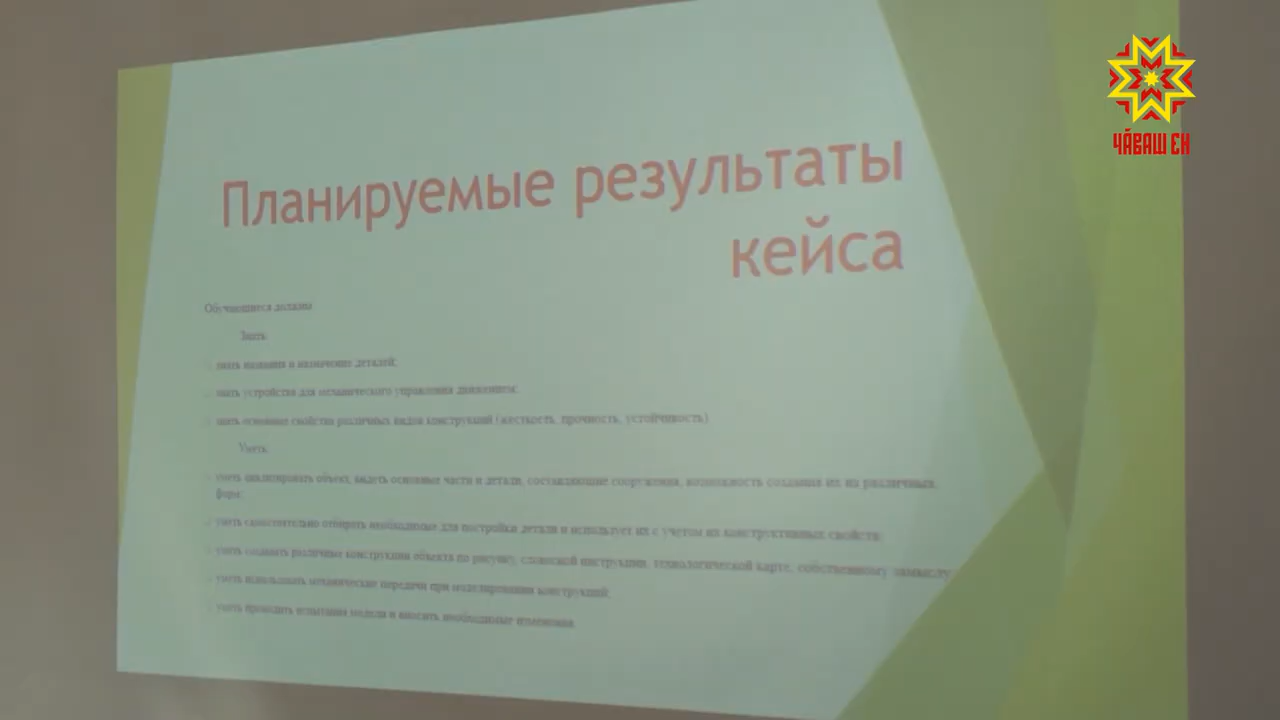 ЧӐВАШ ЕН
Планируемые результаты
кейса
Обучающиеся должны
Знать:
знать названия и назначение деталей;
знать устройства для механического управления движением;
знать основные свойства различных видов конструкций (жесткость, прочность, устойчивость)
Уметь:
уметь анализировать объект, видеть основные части и детали, составляющие сооружения, возможность создания их из различных
форм;
уметь самостоятельно отбирать необходимые для постройки детали и использует их с учетом их конструктивных свойств;
уметь создавать различные конструкции объекта по рисунку, словесной инструкции, технологической карте, собственному замыслу;
уметь использовать механические передачи при моделировании конструкций;
уметь проводить испытания модели и вносить необходимые изменения